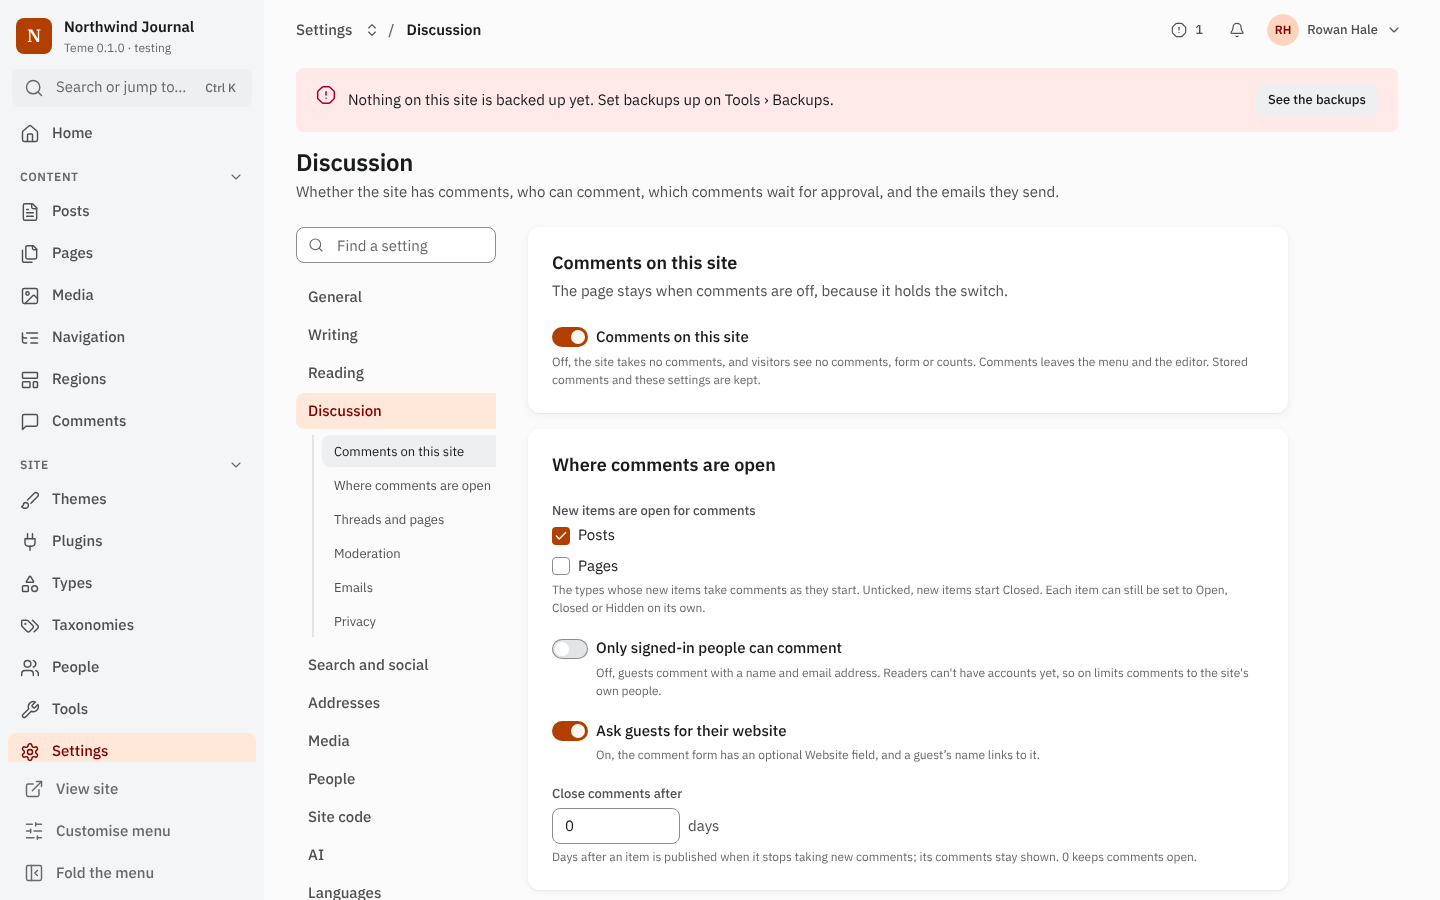 N
Northwind Journal
Teme 0.1.0 · testing
Search or jump to...
Ctrl K
Home
CONTENT
Posts
Pages
Media
Navigation
Regions
Comments
SITE
Themes
Plugins
Types
Taxonomies
People
Tools
Settings
View site
Customise menu
Fold the menu
Settings / Discussion
1
RH
Rowan Hale
Nothing on this site is backed up yet. Set backups up on Tools › Backups.
See the backups
Discussion
Whether the site has comments, who can comment, which comments wait for approval, and the emails they send.
Find a setting
General
Writing
Reading
Discussion
Comments on this site
Where comments are open
Threads and pages
Moderation
Emails
Privacy
Search and social
Addresses
Media
People
Site code
AI
Languages
Comments on this site
The page stays when comments are off, because it holds the switch.
Comments on this site
Off, the site takes no comments, and visitors see no comments, form or counts. Comments leaves the menu and the editor. Stored
comments and these settings are kept.
Where comments are open
New items are open for comments
Posts
Pages
The types whose new items take comments as they start. Unticked, new items start Closed. Each item can still be set to Open,
Closed or Hidden on its own.
Only signed-in people can comment
Off, guests comment with a name and email address. Readers can't have accounts yet, so on limits comments to the site's
own people.
Ask guests for their website
On, the comment form has an optional Website field, and a guest’s name links to it.
Close comments after
0
days
Days after an item is published when it stops taking new comments; its comments stay shown. 0 keeps comments open.